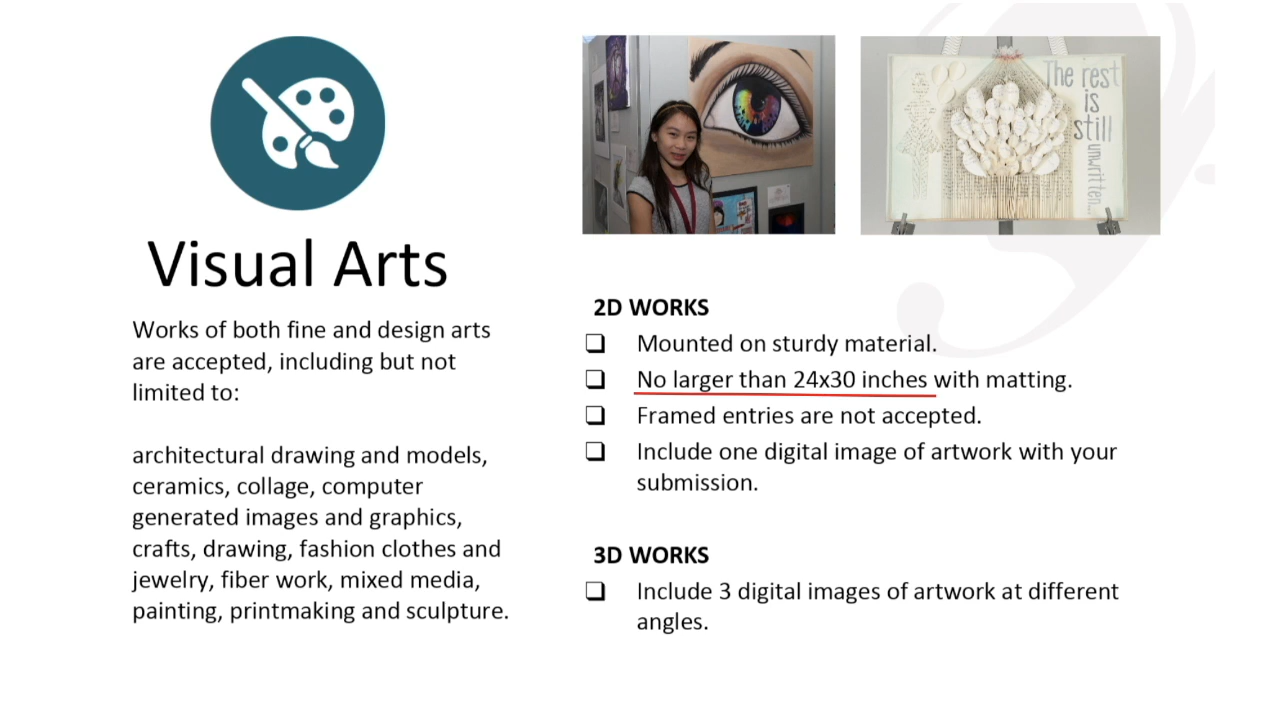 The rest
is
still
unwritten...
Visual Arts
Works of both fine and design arts
are accepted, including but not
limited to:
architectural drawing and models,
ceramics, collage, computer
generated images and graphics,
crafts, drawing, fashion clothes and
jewelry, fiber work, mixed media,
painting, printmaking and sculpture.
2D WORKS
❑ Mounted on sturdy material.
❑ No larger than 24x30 inches with matting.
❑ Framed entries are not accepted.
❑ Include one digital image of artwork with your
submission.
3D WORKS
❑ Include 3 digital images of artwork at different
angles.